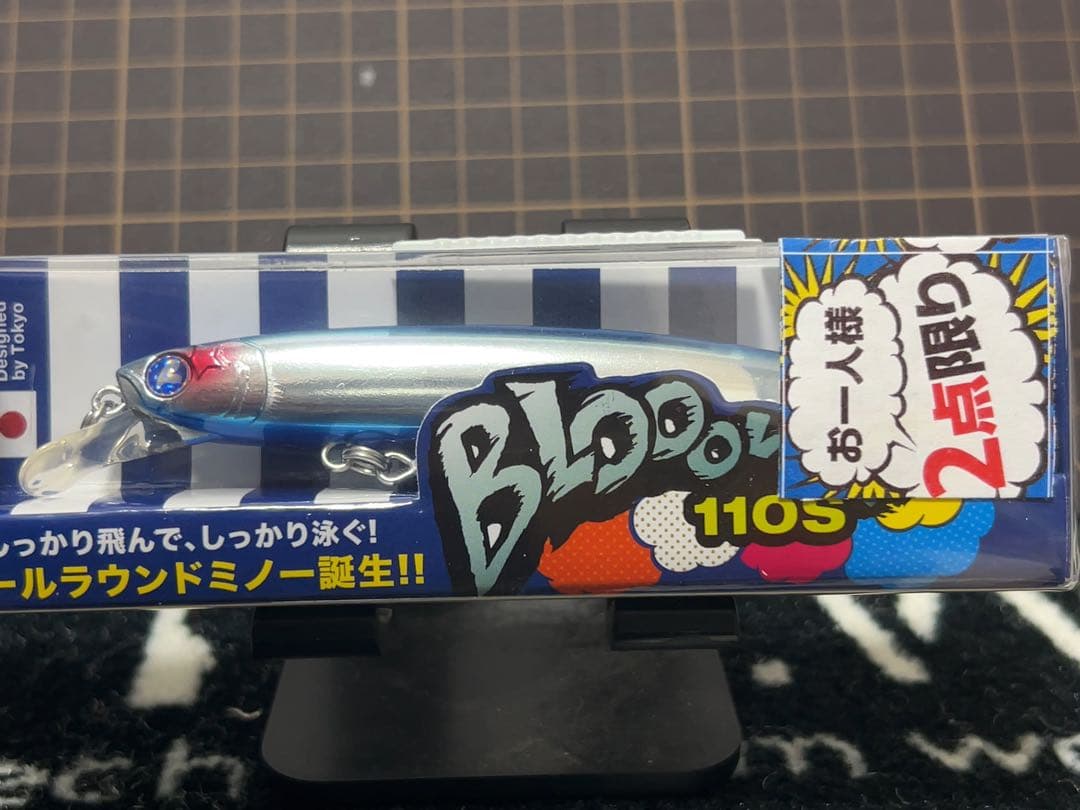 Designed
by Tokyo
しっかり飛んで、しっかり泳ぐ!
ールラウンドミノー誕生!!
BLOOOW
110S
お一人様
2点限り